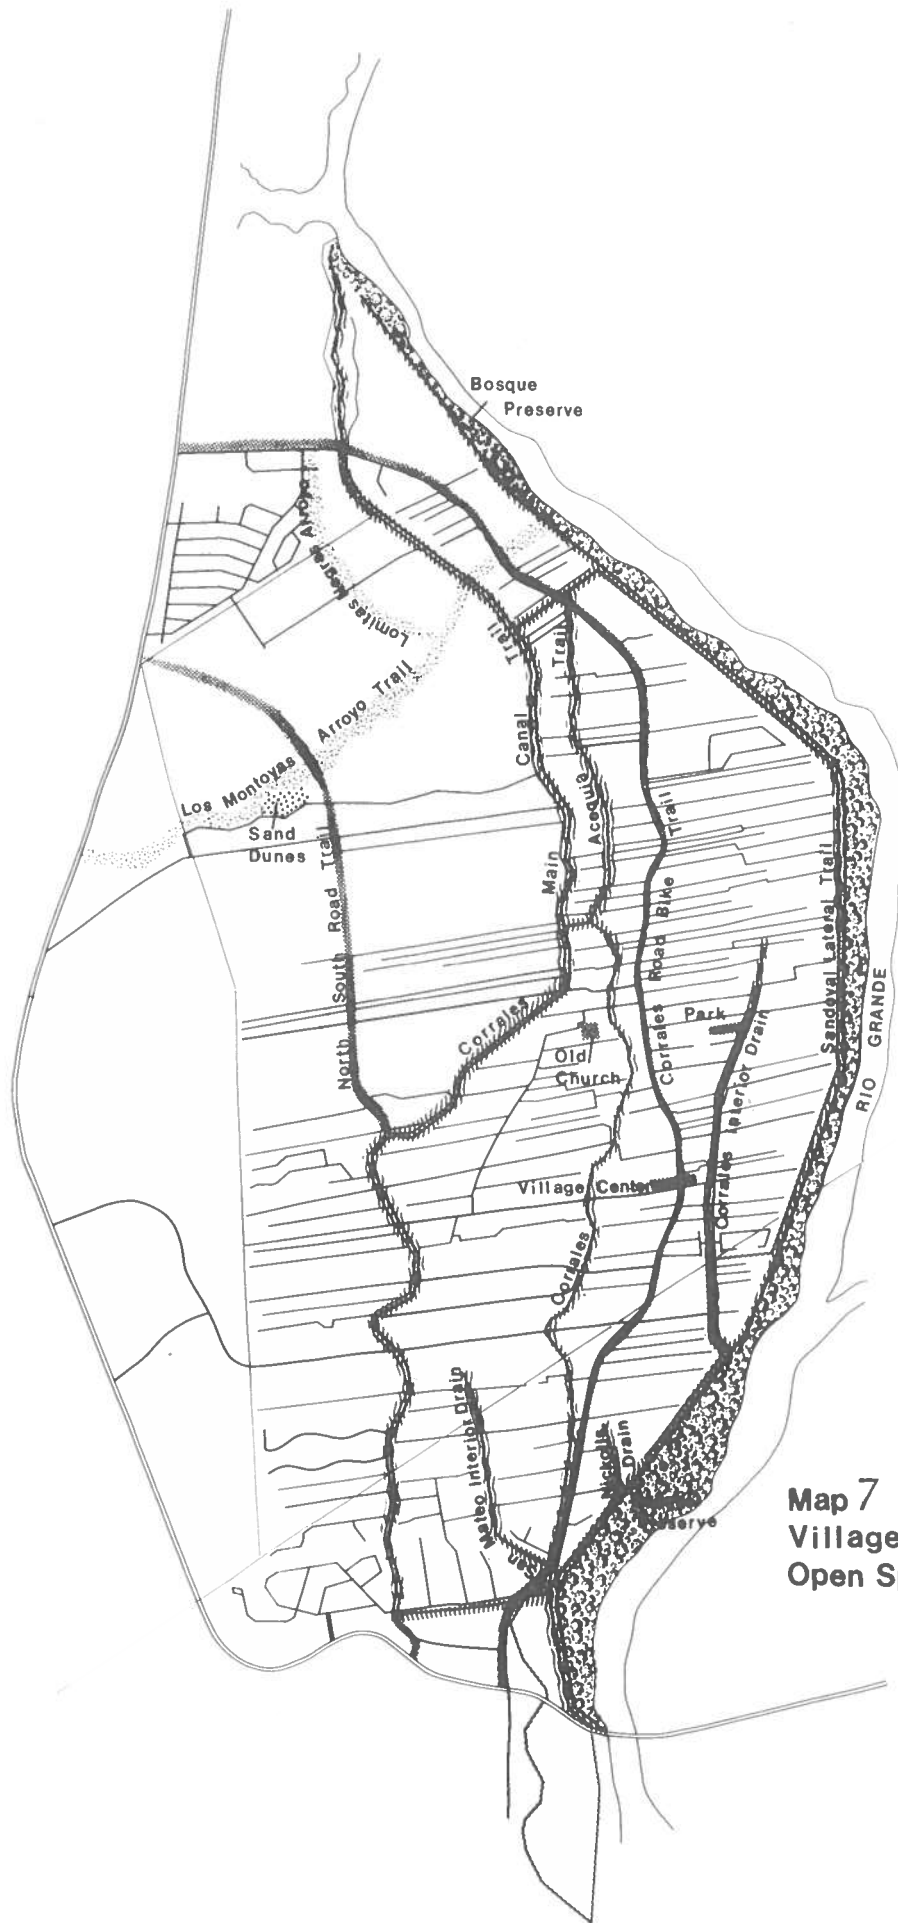 Bosque
Preserve
Lomitas Negras Arroyo
Trail
Trail
Los Montoyas Arroyo Trail
Canal
Acequia
Sand
Dunes
Main
Corrales Road Bike Trail
North South Road Trail
Sandoval Lateral Trail
RIO GRANDE
Corrales
Park
Old
Church
Corrales Interior Drain
Village Center
Corrales
San Mateo Interior Drain
Drain
Map 7
Village
Open